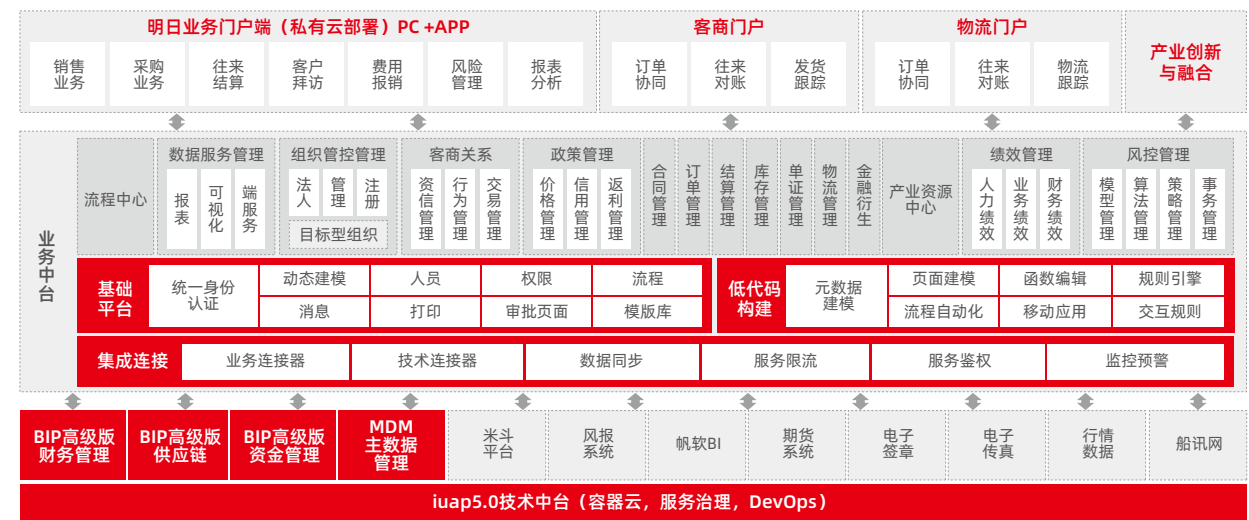 明日业务门户端（私有云部署）PC +APP
销售
业务
采购
业务
往来
结算
客户
拜访
费用
报销
风险
管理
报表
分析
客商门户
订单
协同
往来
对账
发货
跟踪
物流门户
订单
协同
往来
对账
物流
跟踪
产业创新
与融合
业务中台
流程中心
数据服务管理
报表
可视化
端服务
组织管控管理
法人
管理
注册
目标型组织
客商关系
资信管理
行为管理
交易管理
政策管理
价格管理
信用管理
返利管理
合同管理
订单管理
结算管理
库存管理
单证管理
物流管理
金融衍生
产业资源
中心
绩效管理
人力绩效
业务绩效
财务绩效
风控管理
模型管理
算法管理
策略管理
事务管理
基础
平台
统一身份
认证
动态建模
人员
权限
流程
消息
打印
审批页面
模版库
低代码
构建
元数据
建模
页面建模
函数编辑
规则引擎
流程自动化
移动应用
交互规则
集成连接
业务连接器
技术连接器
数据同步
服务限流
服务鉴权
监控预警
BIP高级版
财务管理
BIP高级版
供应链
BIP高级版
资金管理
MDM
主数据
管理
米斗
平台
风报
系统
帆软BI
期货
系统
电子
签章
电子
传真
行情
数据
船讯网
iuap5.0技术中台（容器云，服务治理，DevOps）